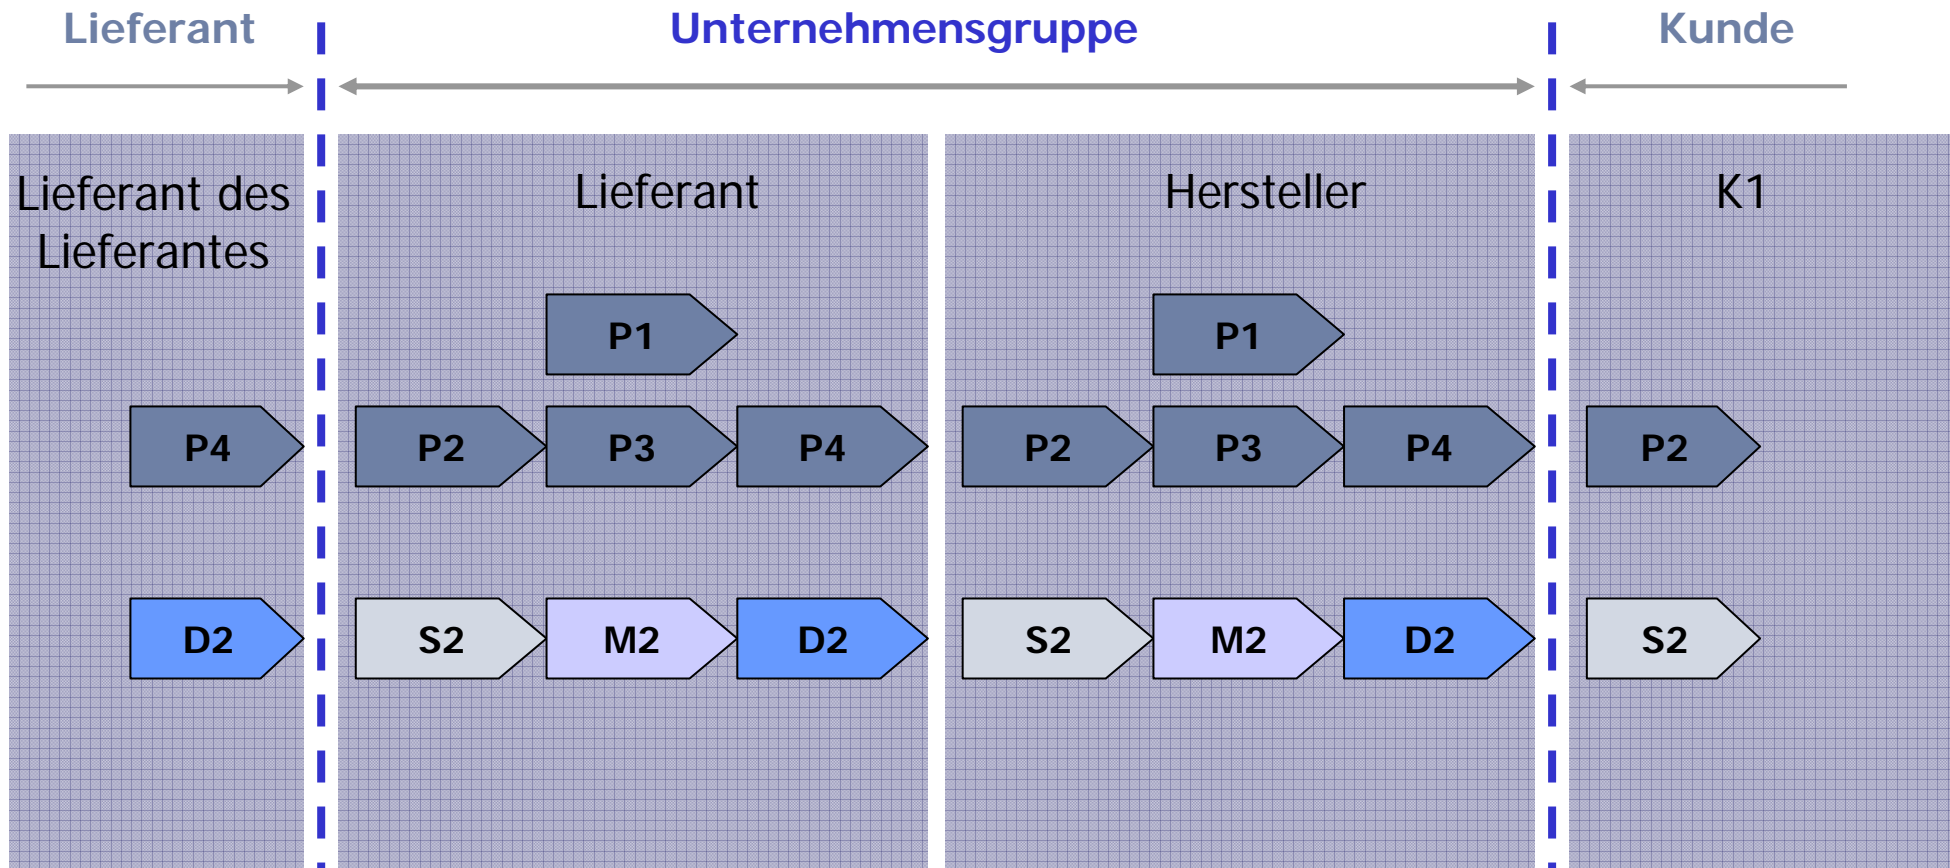 Lieferant
Unternehmensgruppe
Kunde
Lieferant des
Lieferantes
Lieferant
Hersteller
K1
P1
P1
P4
P2
P3
P4
P2
P3
P4
P2
D2
S2
M2
D2
S2
M2
D2
S2